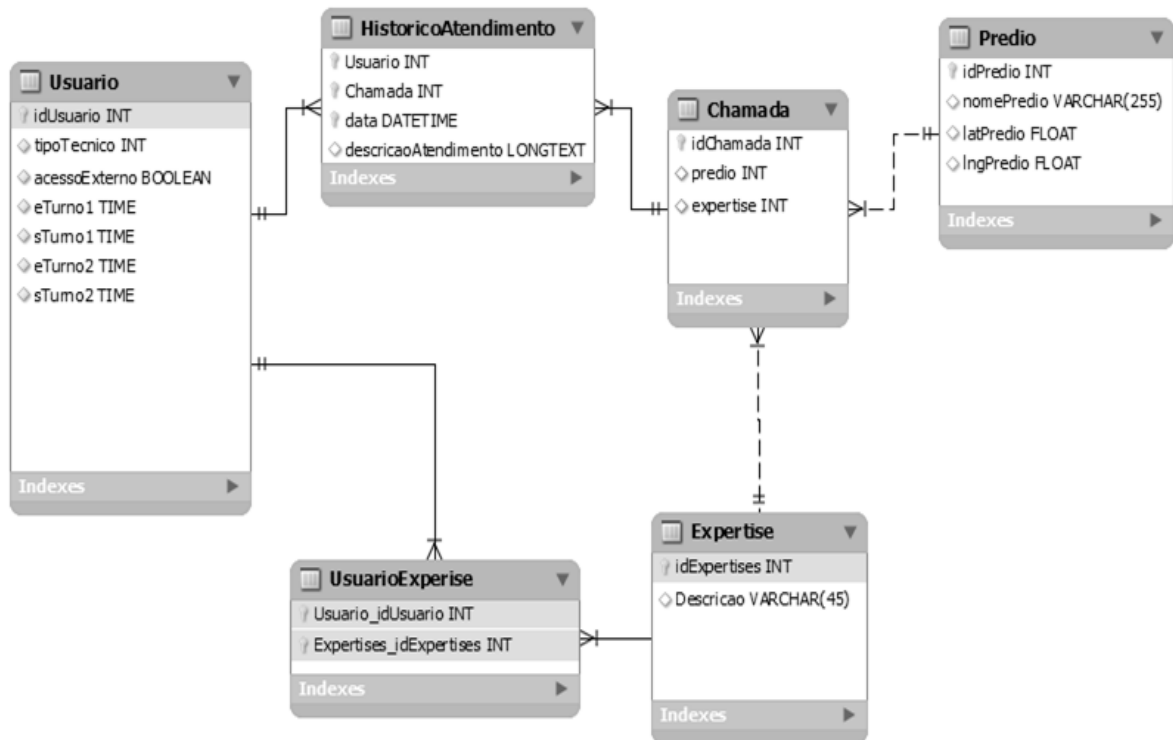 Usuario
idUsuario INT
tipoTecnico INT
acessoExterno BOOLEAN
eTurno1 TIME
sTurno1 TIME
eTurno2 TIME
sTurno2 TIME
Indexes
HistoricoAtendimento
Usuario INT
Chamada INT
data DATETIME
descricaoAtendimento LONGTEXT
Indexes
Chamada
idChamada INT
predio INT
expertise INT
Indexes
Predio
idPredio INT
nomePredio VARCHAR(255)
latPredio FLOAT
lngPredio FLOAT
Indexes
UsuarioExperise
Usuario_idUsuario INT
Expertises_idExpertises INT
Indexes
Expertise
idExpertises INT
Descricao VARCHAR(45)
Indexes